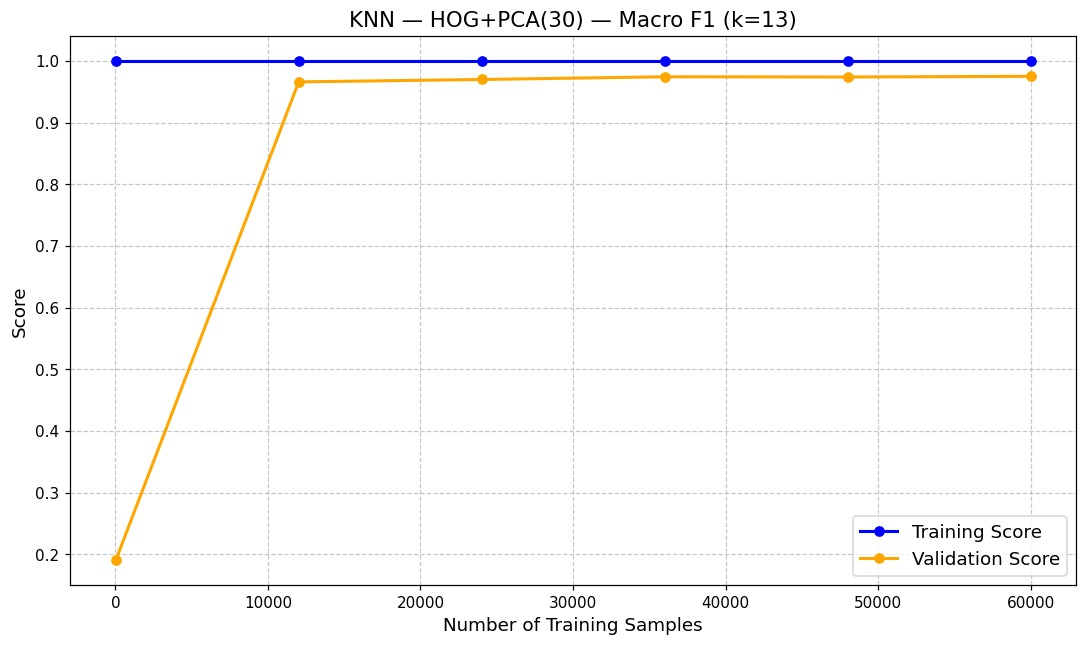 KNN — HOG+PCA(30) — Macro F1 (k=13)
Score
1.0
0.9
0.8
0.7
0.6
0.5
0.4
0.3
0.2
Training Score
Validation Score
0 10000 20000 30000 40000 50000 60000
Number of Training Samples